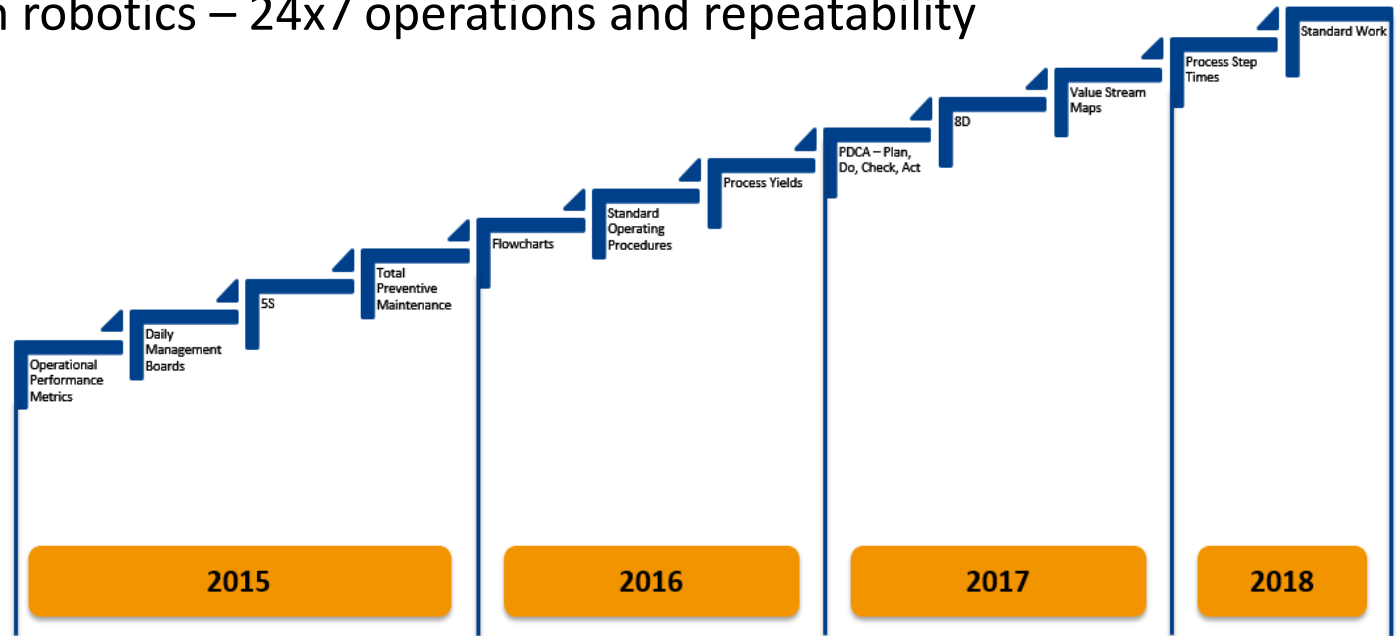 n robotics – 24x7 operations and repeatability
Standard Work
Process Step
Times
Value Stream
Maps
8D
PDCA – Plan,
Do, Check, Act
Process Yields
Standard
Operating
Procedures
Flowcharts
Total
Preventive
Maintenance
5S
Daily
Management
Boards
Operational
Performance
Metrics
2015
2016
2017
2018